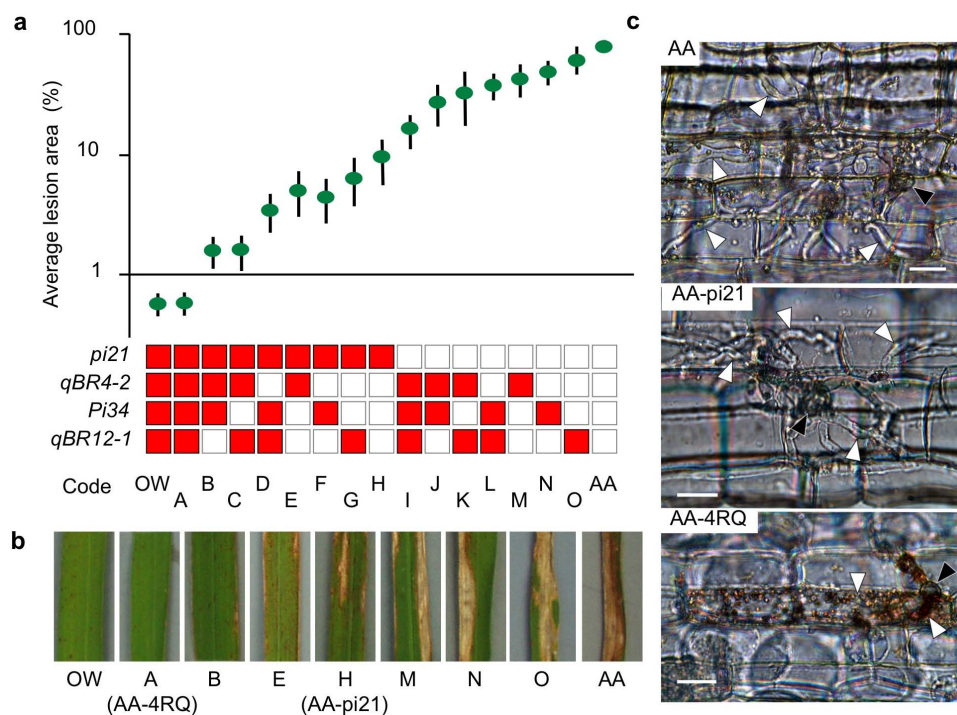 a
100
10
1
Average lesion area (%)
pi21
qBR4-2
Pi34
qBR12-1
Code OW A B C D E F G H I J K L M N O AA
b
OW A B E H M N O AA
(AA-4RQ) (AA-pi21)
c
AA
AA-pi21
AA-4RQ